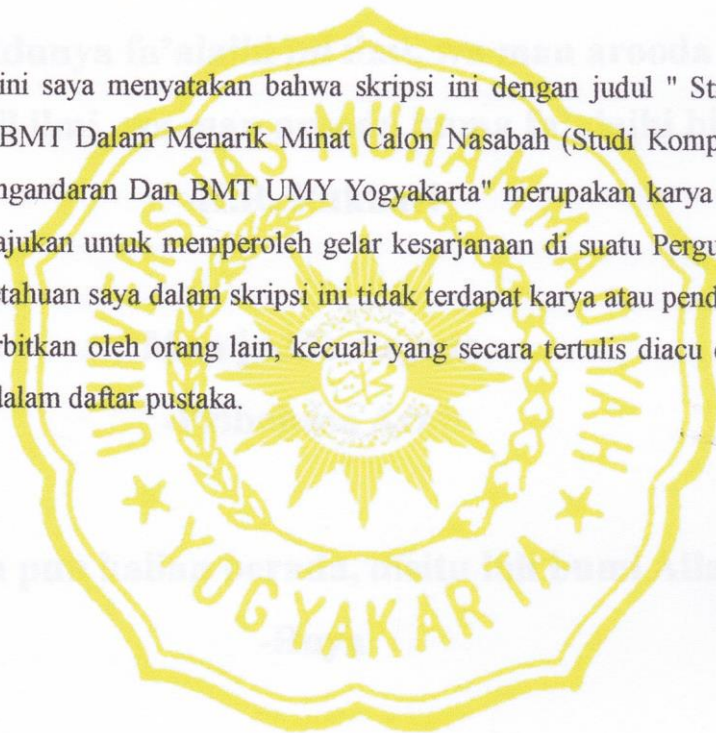 ini saya menyatakan bahwa skripsi ini dengan judul " St
BMT Dalam Menarik Minat Calon Nasabah (Studi Komp
ngandaran Dan BMT UMY Yogyakarta" merupakan karya
ajukan untuk memperoleh gelar kesarjanaan di suatu Pergu
etahuan saya dalam skripsi ini tidak terdapat karya atau pend
rbitkan oleh orang lain, kecuali yang secara tertulis diacu
dalam daftar pustaka.
UNIVERSITAS MUHAMMADIYAH
YOGYAKARTA